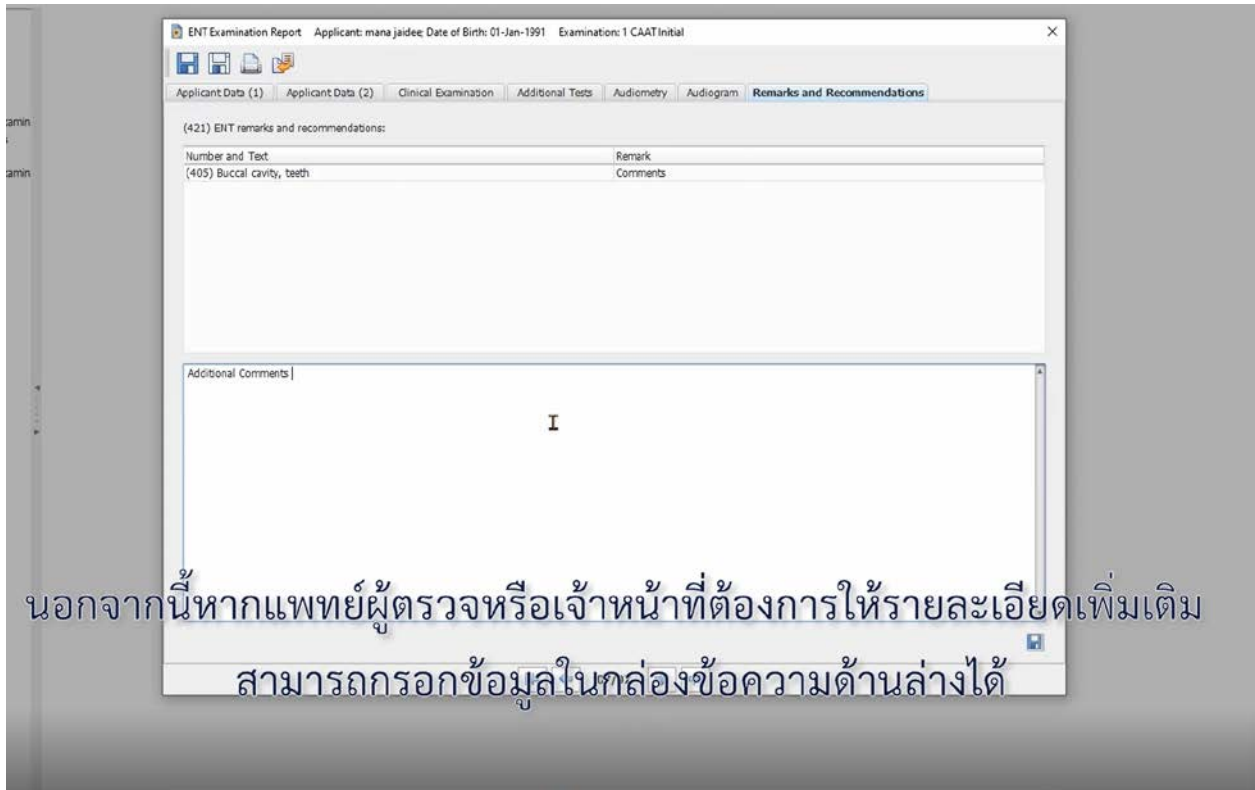 ENT Examination Report Applicant: mana jaidee; Date of Birth: 01-Jan-1991 Examination: 1 CAAT Initial
Applicant Data (1) Applicant Data (2) Clinical Examination Additional Tests Audiometry Audiogram Remarks and Recommendations
amin
(421) ENT remarks and recommendations:
s
Number and Text Remark
(405) Buccal cavity, teeth Comments
amin
Additional Comments
นอกจากนี้หากแพทย์ผู้ตรวจหรือเจ้าหน้าที่ต้องการให้รายละเอียดเพิ่มเติม
สามารถกรอกข้อมูลในกล่องข้อความด้านล่างได้